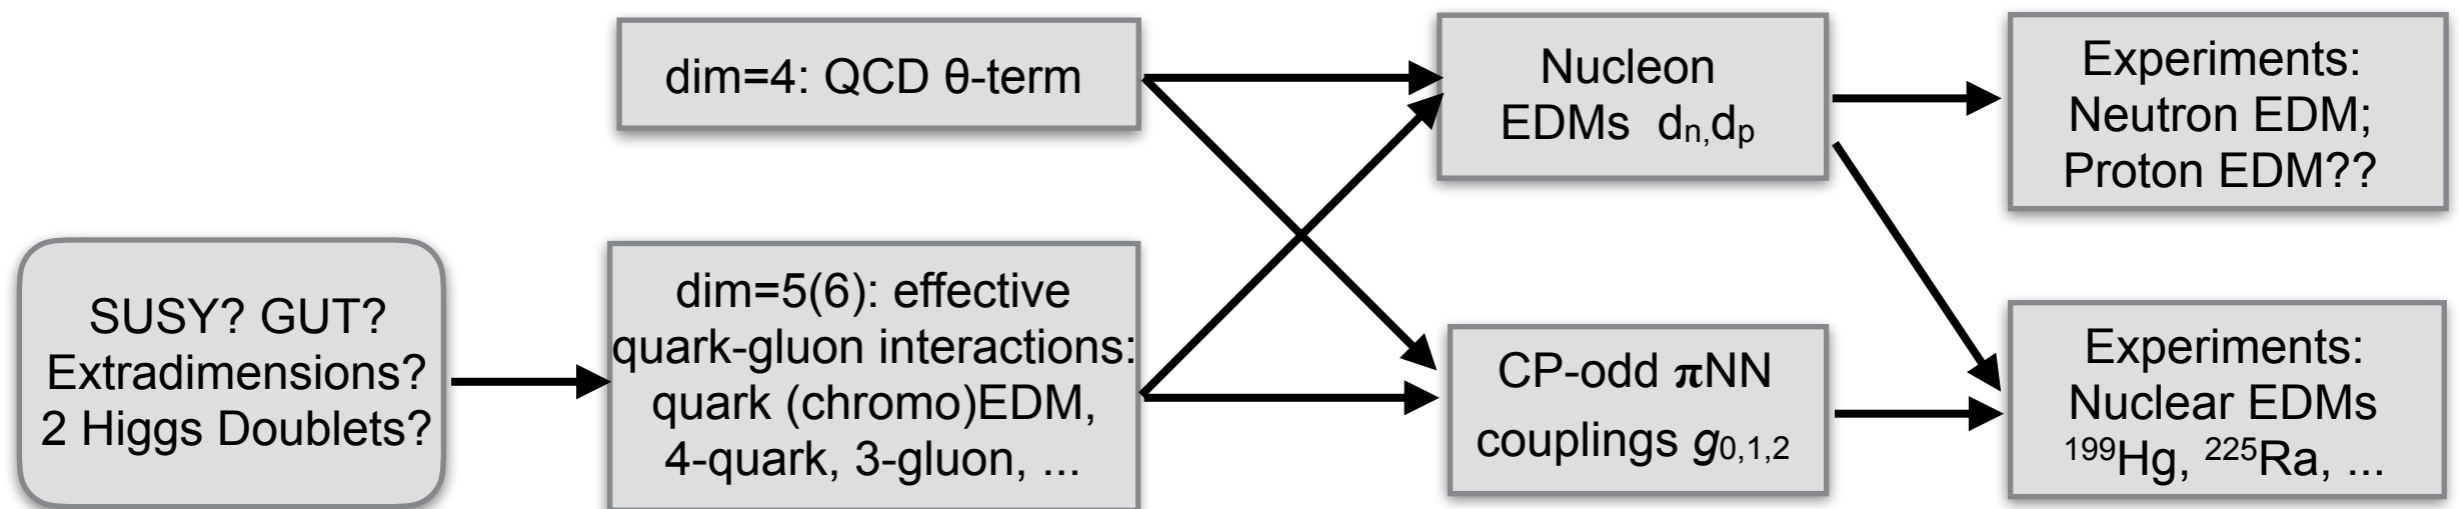 dim=4: QCD θ-term
Nucleon
EDMs dn,dp
Experiments:
Neutron EDM;
Proton EDM??
SUSY? GUT?
Extradimensions?
2 Higgs Doublets?
dim=5(6): effective
quark-gluon interactions:
quark (chromo)EDM,
4-quark, 3-gluon, ...
CP-odd πNN
couplings g0,1,2
Experiments:
Nuclear EDMs
199Hg, 225Ra, ...